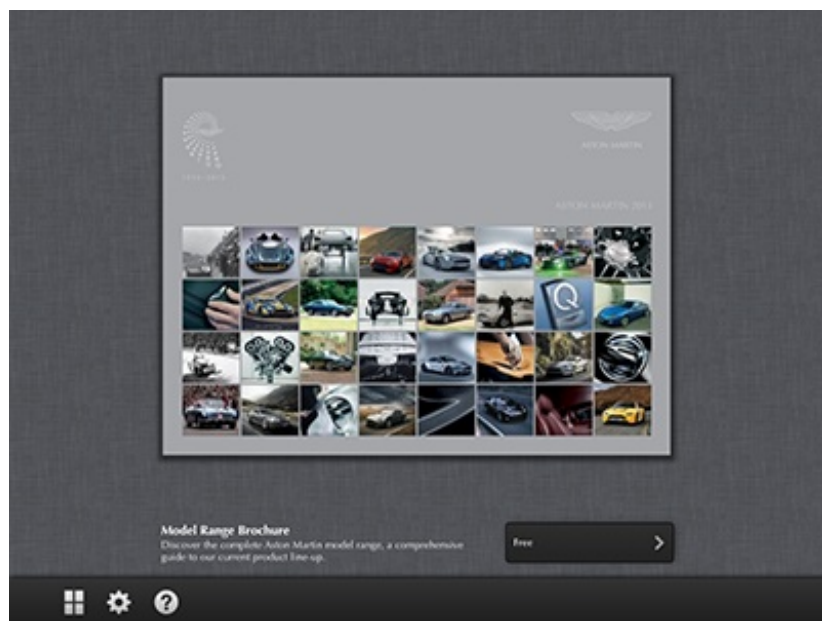 ASTON MARTIN
ASTON MARTIN 2013
Q
Model Range Brochure
Discover the complete Aston Martin model range, a comprehensive
guide to our current product line-up.
Free
?